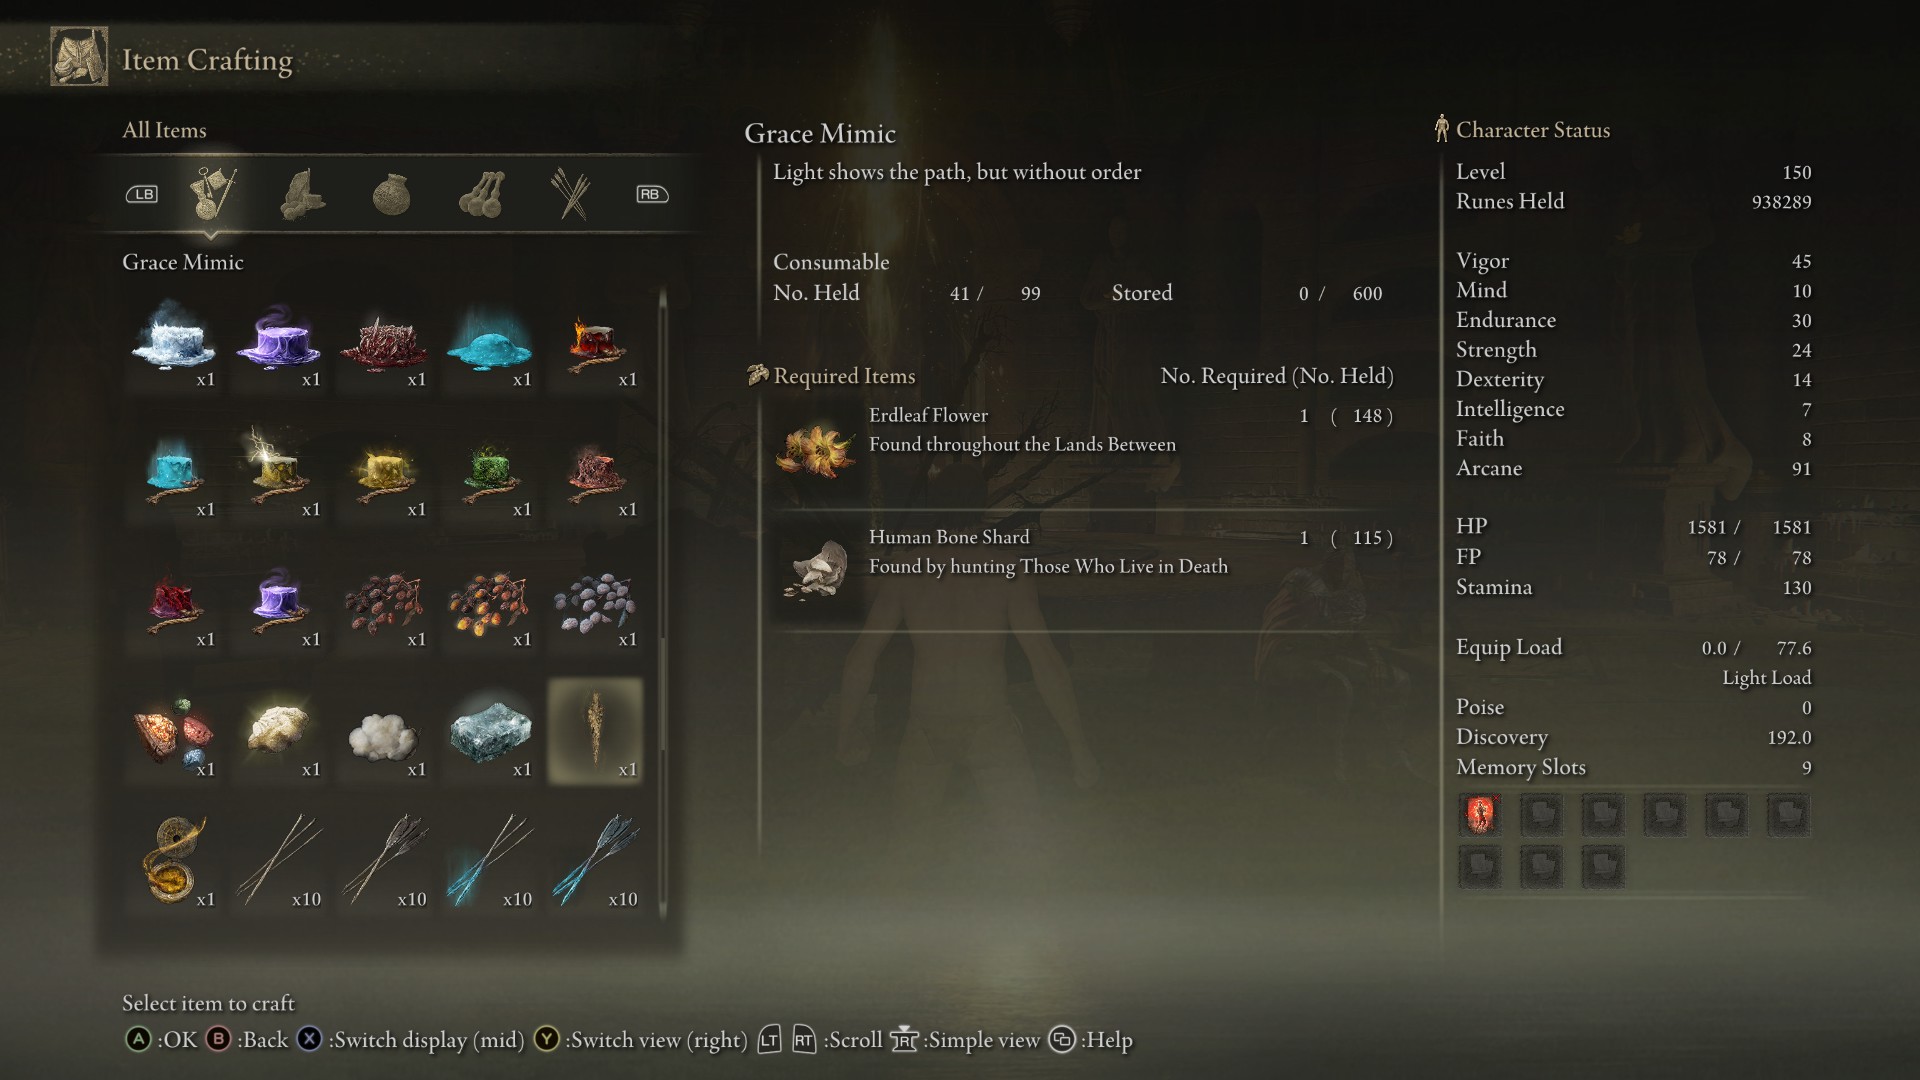 Item Crafting
All Items
LB
RB
Grace Mimic
x1 x1 x1 x1 x1
x1 x1 x1 x1 x1
x1 x1 x1 x1 x1
x1 x1 x1 x1 x1
x1 x10 x10 x10 x10
Grace Mimic
Light shows the path, but without order
Consumable
No. Held 41 / 99 Stored 0 / 600
Required Items No. Required (No. Held)
Erdleaf Flower 1 ( 148 )
Found throughout the Lands Between
Human Bone Shard 1 ( 115 )
Found by hunting Those Who Live in Death
Character Status
Level 150
Runes Held 938289
Vigor 45
Mind 10
Endurance 30
Strength 24
Dexterity 14
Intelligence 7
Faith 8
Arcane 91
HP 1581 / 1581
FP 78 / 78
Stamina 130
Equip Load 0.0 / 77.6
Light Load
Poise 0
Discovery 192.0
Memory Slots 9
Select item to craft
A :OK B :Back X :Switch display (mid) Y :Switch view (right) LT RT :Scroll R :Simple view :Help